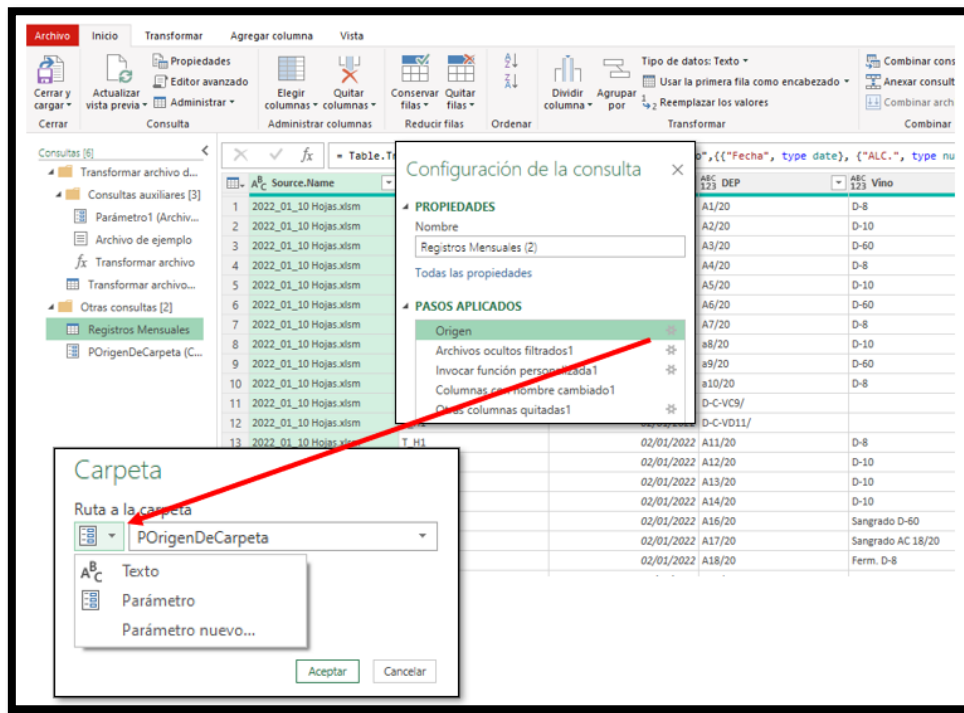 Archivo Inicio Transformar Agregar columna Vista
Cerrar y cargar
Actualizar vista previa
Propiedades
Editor avanzado
Administrar
Elegir columnas
Quitar columnas
Conservar filas
Quitar filas
Dividir columna
Agrupar por
Tipo de datos: Texto
Usar la primera fila como encabezado
Reemplazar los valores
Combinar cons
Anexar consult
Combinar arch
Cerrar Consulta Administrar columnas Reducir filas Ordenar Transformar Combinar
Consultas [6]
Transformar archivo d...
Consultas auxiliares [3]
Parámetro1 (Archiv...
Archivo de ejemplo
fx Transformar archivo
Transformar archivo...
Otras consultas [2]
Registros Mensuales
POrigenDeCarpeta (C...
fx = Table.Tr o",{{"Fecha", type date}, {"ALC.", type nu
ABC Source.Name ABC 123 DEP ABC 123 Vino
1 2022_01_10 Hojas.xlsm A1/20 D-8
2 2022_01_10 Hojas.xlsm A2/20 D-10
3 2022_01_10 Hojas.xlsm A3/20 D-60
4 2022_01_10 Hojas.xlsm A4/20 D-8
5 2022_01_10 Hojas.xlsm A5/20 D-10
6 2022_01_10 Hojas.xlsm A6/20 D-60
7 2022_01_10 Hojas.xlsm A7/20 D-8
8 2022_01_10 Hojas.xlsm a8/20 D-10
9 2022_01_10 Hojas.xlsm a9/20 D-60
10 2022_01_10 Hojas.xlsm a10/20 D-8
11 2022_01_10 Hojas.xlsm D-C-VC9/
12 2022_01_10 Hojas.xlsm D-C-VD11/
13 2022_01_10 Hojas.xlsm T_H1 02/01/2022 A11/20 D-8
02/01/2022 A12/20 D-10
02/01/2022 A13/20 D-10
02/01/2022 A14/20 D-10
02/01/2022 A16/20 Sangrado D-60
02/01/2022 A17/20 Sangrado AC 18/20
02/01/2022 A18/20 Ferm. D-8
Configuración de la consulta
PROPIEDADES
Nombre
Registros Mensuales (2)
Todas las propiedades
PASOS APLICADOS
Origen
Archivos ocultos filtrados1
Invocar función personalizada1
Columnas con nombre cambiado1
Otras columnas quitadas1
Carpeta
Ruta a la carpeta
POrigenDeCarpeta
ABC Texto
Parámetro
Parámetro nuevo...
Aceptar Cancelar